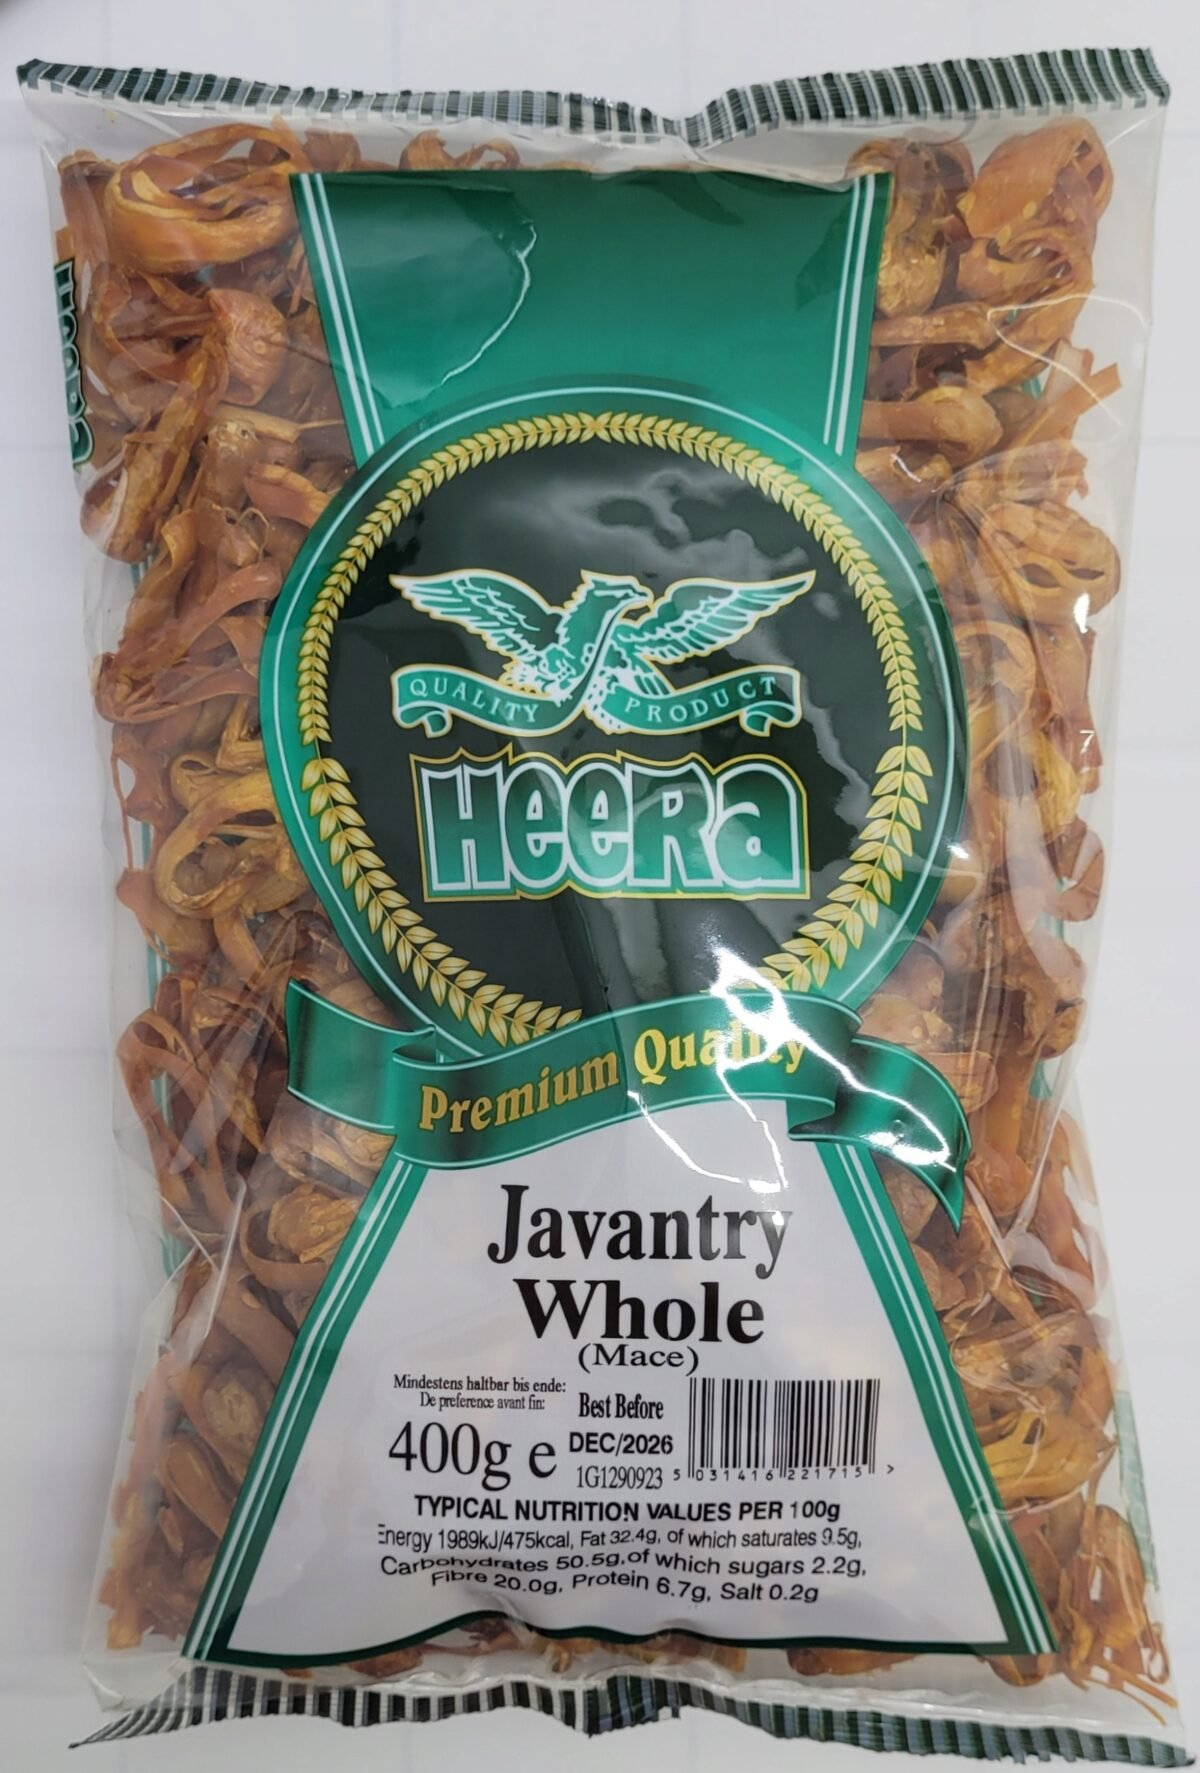 QUALITY PRODUCT
HeeRa
HeeRa
Premium Quality
Javantry
Whole
(Mace)
Mindestens haltbar bis ende:
De preference avant fin:
Best Before
400g e
DEC/2026
1G1290923
5 031416 221715 >
TYPICAL NUTRITION VALUES PER 100g
Energy 1989kJ/475kcal, Fat 32.4g, of which saturates 9.5g,
Carbohydrates 50.5g,of which sugars 2.2g,
Fibre 20.0g, Protein 6.7g, Salt 0.2g